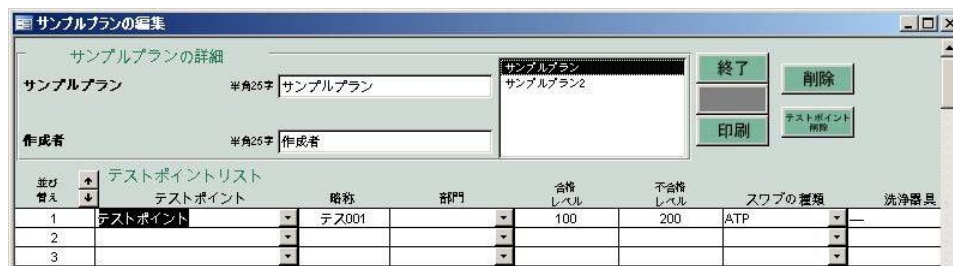 サンプルプランの編集
サンプルプランの詳細
サンプルプラン 半角25字 サンプルプラン
作成者 半角25字 作成者
サンプルプラン
サンプルプラン2
終了
印刷
削除
テストポイント
削除
テストポイントリスト
並び替え テストポイント 略称 部門 合格レベル 不合格レベル スワブの種類 洗浄器具
1 テストポイント テス001 100 200 ATP —
2
3